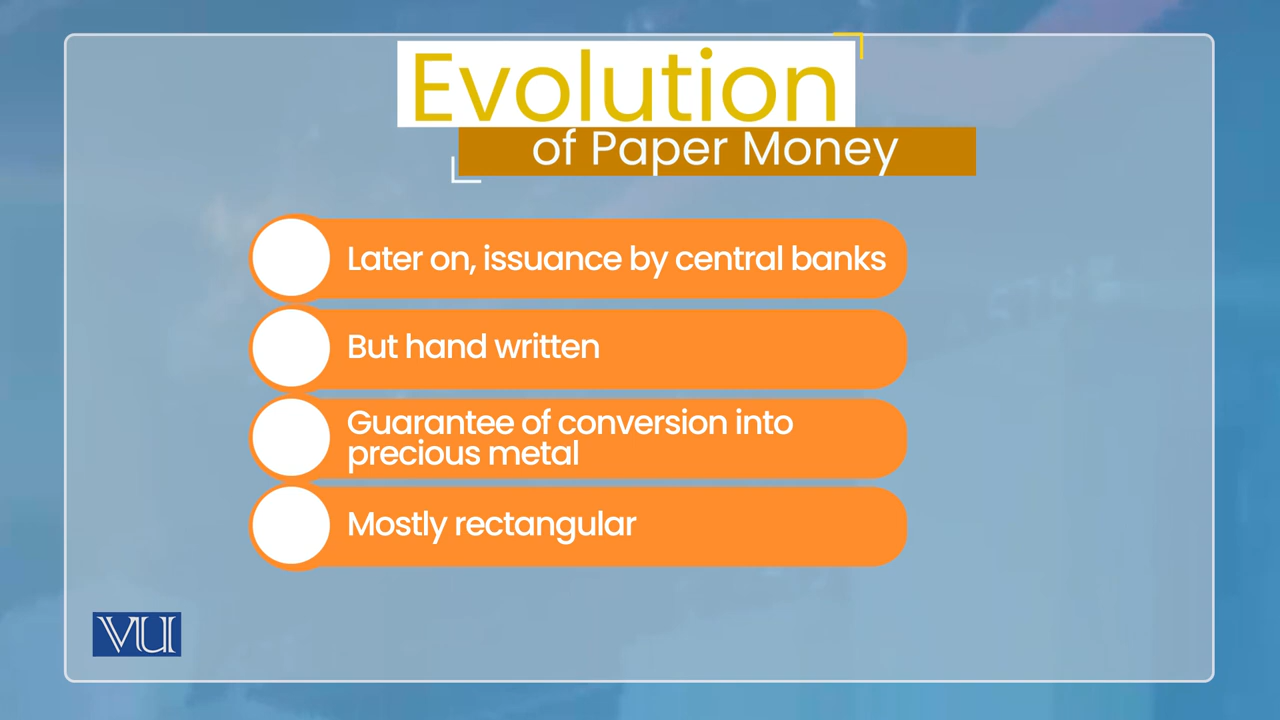 Evolution
of Paper Money
Later on, issuance by central banks
But hand written
Guarantee of conversion into
precious metal
Mostly rectangular
VU